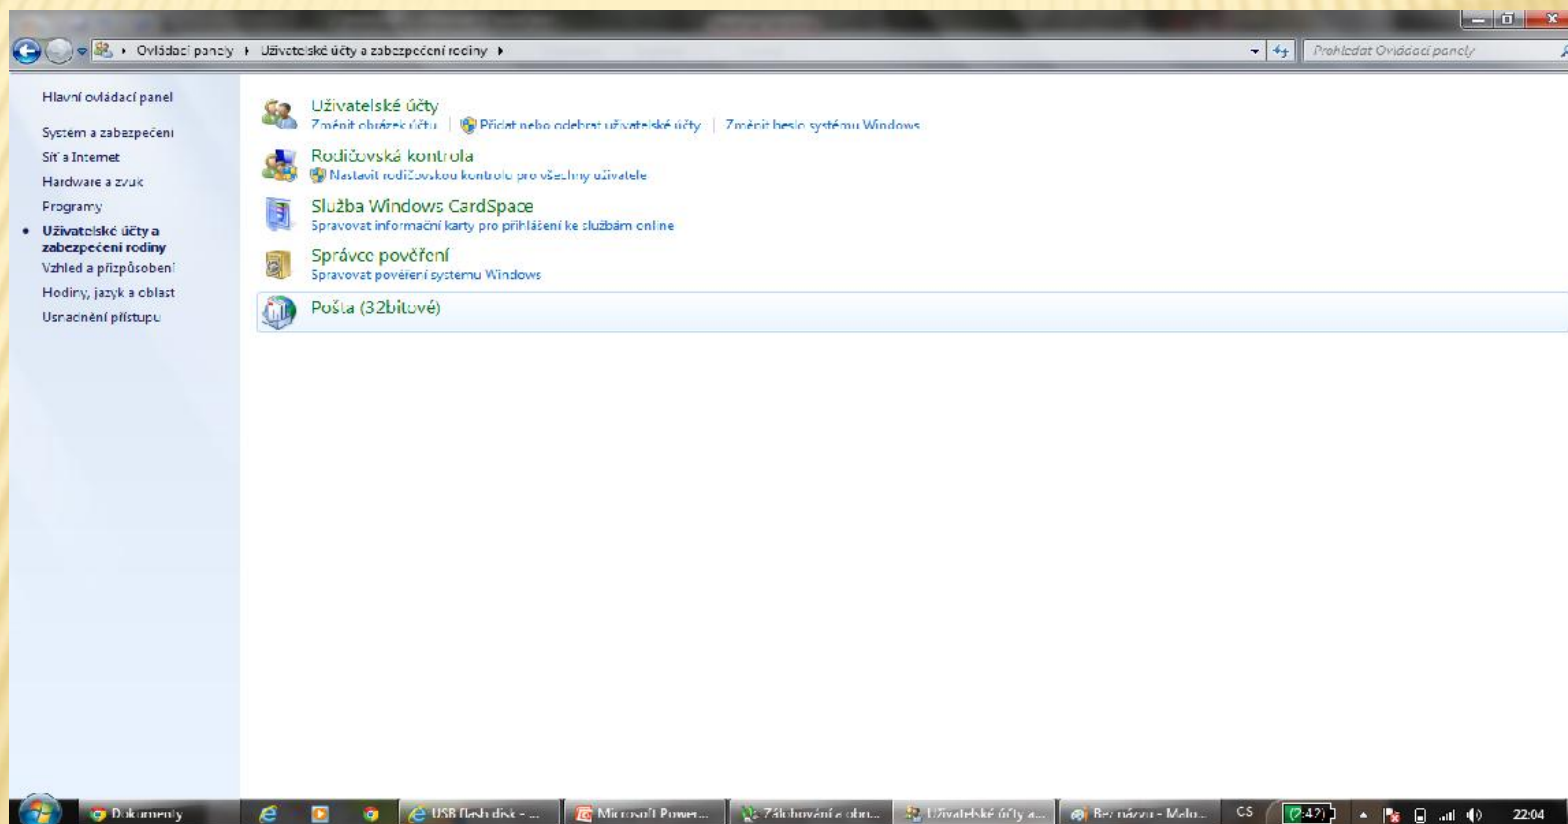 Ovládací panely
Uživatelské účty a zabezpečení rodiny
Prohledat Ovládací panely
Hlavní ovládací panel
Systém a zabezpečení
Síť a Internet
Hardware a zvuk
Programy
Uživatelské účty a
zabezpečení rodiny
Vzhled a přizpůsobení
Hodiny, jazyk a oblast
Usnadnění přístupu
Uživatelské účty
Změnit obrázek účtu | Přidat nebo odebrat uživatelské účty | Změnit heslo systému Windows
Rodičovská kontrola
Nastavit rodičovskou kontrolu pro všechny uživatele
Služba Windows CardSpace
Spravovat informační karty pro přihlášení ke službám online
Správce pověření
Spravovat pověření systému Windows
Pošta (32bitové)
Dokumenty
USB flash disk - ...
Microsoft Power...
Zálohování a obn...
Uživatelské účty a...
Bez názvu - Malo...
CS
(2:42)
22:04